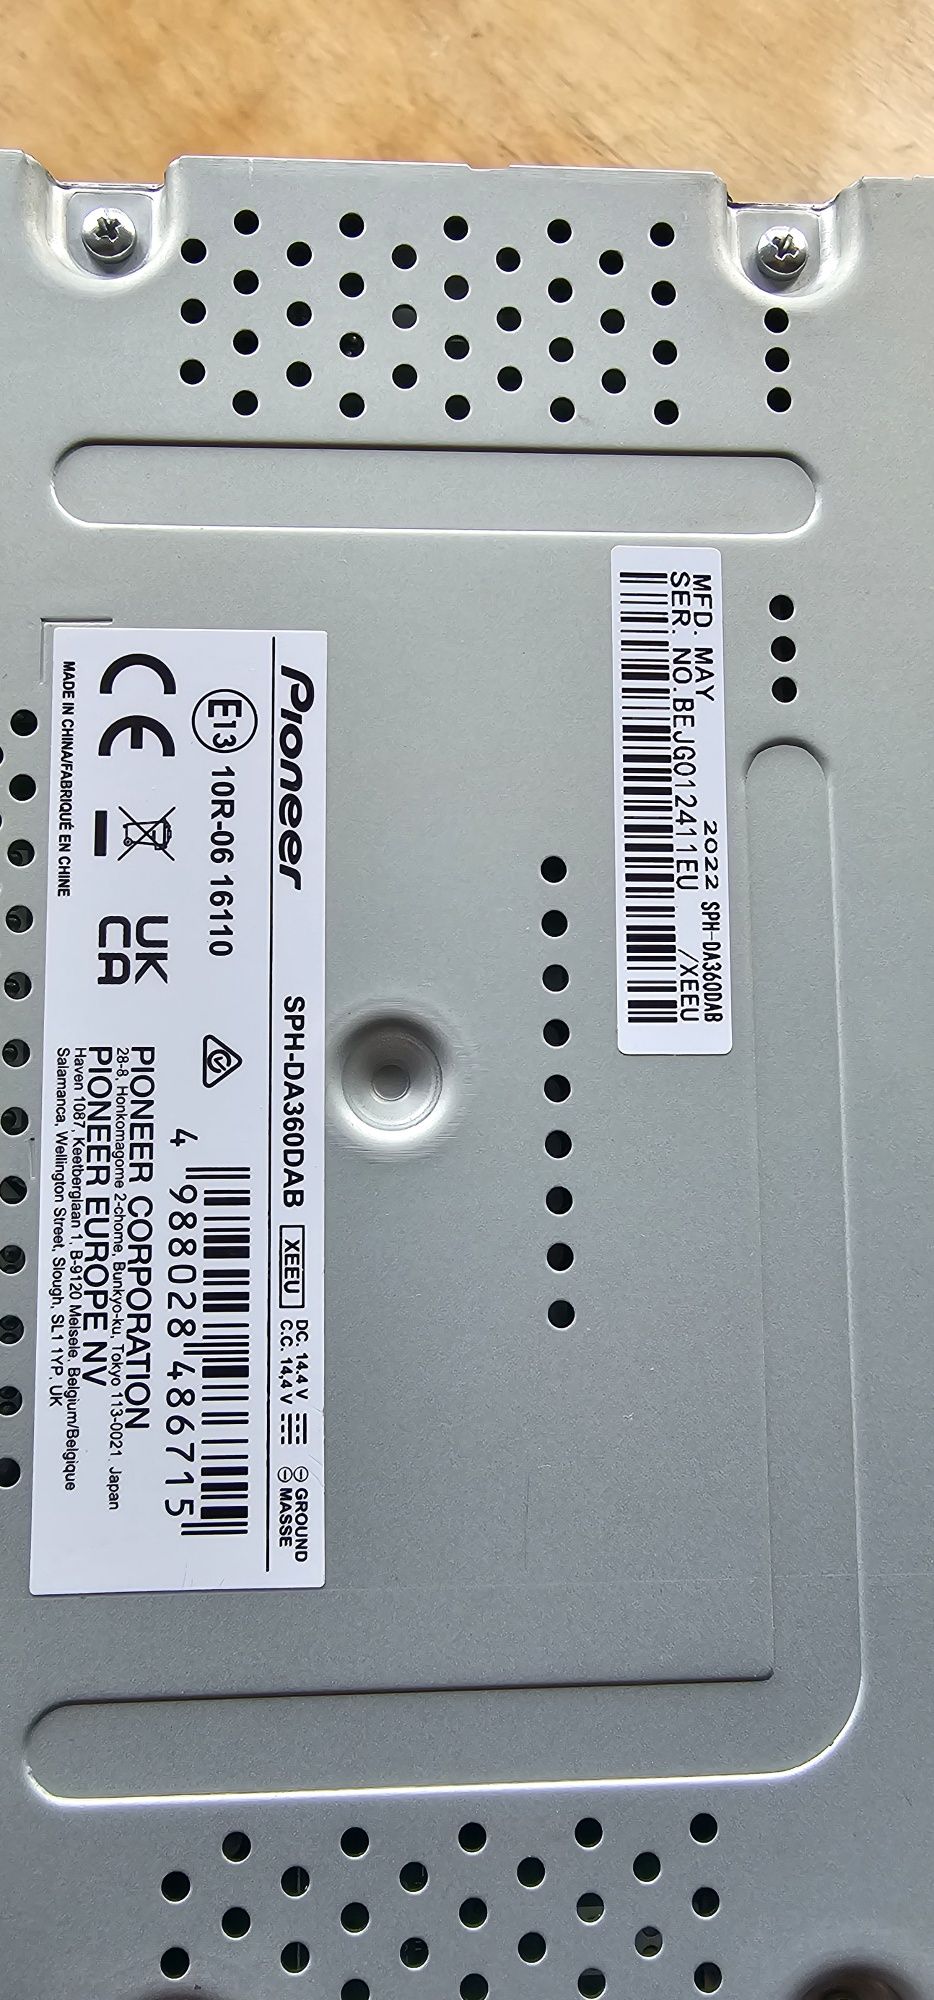 MFD. MAY 2022 SPH-DA360DAB
SER. NO. BEJG012411EU /XEEU
Pioneer SPH-DA360DAB XEEU DC. 14.4 V GROUND
C.C. 14,4 V MASSE
E13 10R-06 16110
4 988028 486715
CE UK
CA
MADE IN CHINA/FABRIQUÉ EN CHINE
PIONEER CORPORATION
28-8, Honkomagome 2-chome, Bunkyo-ku, Tokyo 113-0021, Japan
PIONEER EUROPE NV
Haven 1087, Keetberglaan 1, B-9120 Melsele, Belgium/Belgique
Salamanca, Wellington Street, Slough, SL1 1YP, UK